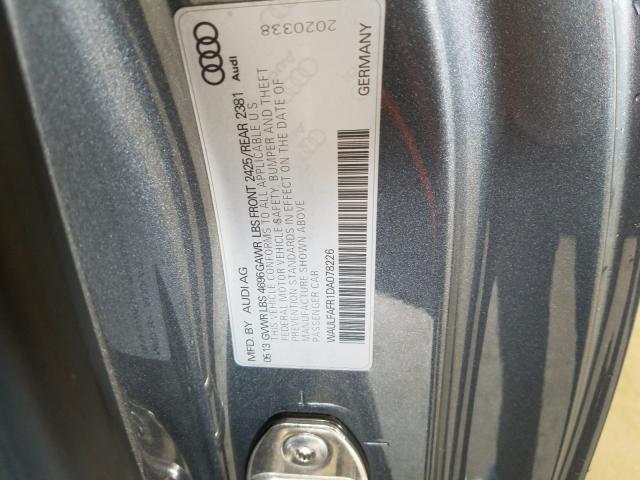 Audi
2020338
MFD. BY AUDI AG
05 13 GVWR LBS 4696 GAWR LBS FRONT 2425/REAR 2381
THIS VEHICLE CONFORMS TO ALL APPLICABLE U.S.
FEDERAL MOTOR VEHICLE SAFETY, BUMPER AND THEFT
PREVENTION STANDARDS IN EFFECT ON THE DATE OF
MANUFACTURE SHOWN ABOVE
PASSENGER CAR
GERMANY
WAULFAFR1DA078226